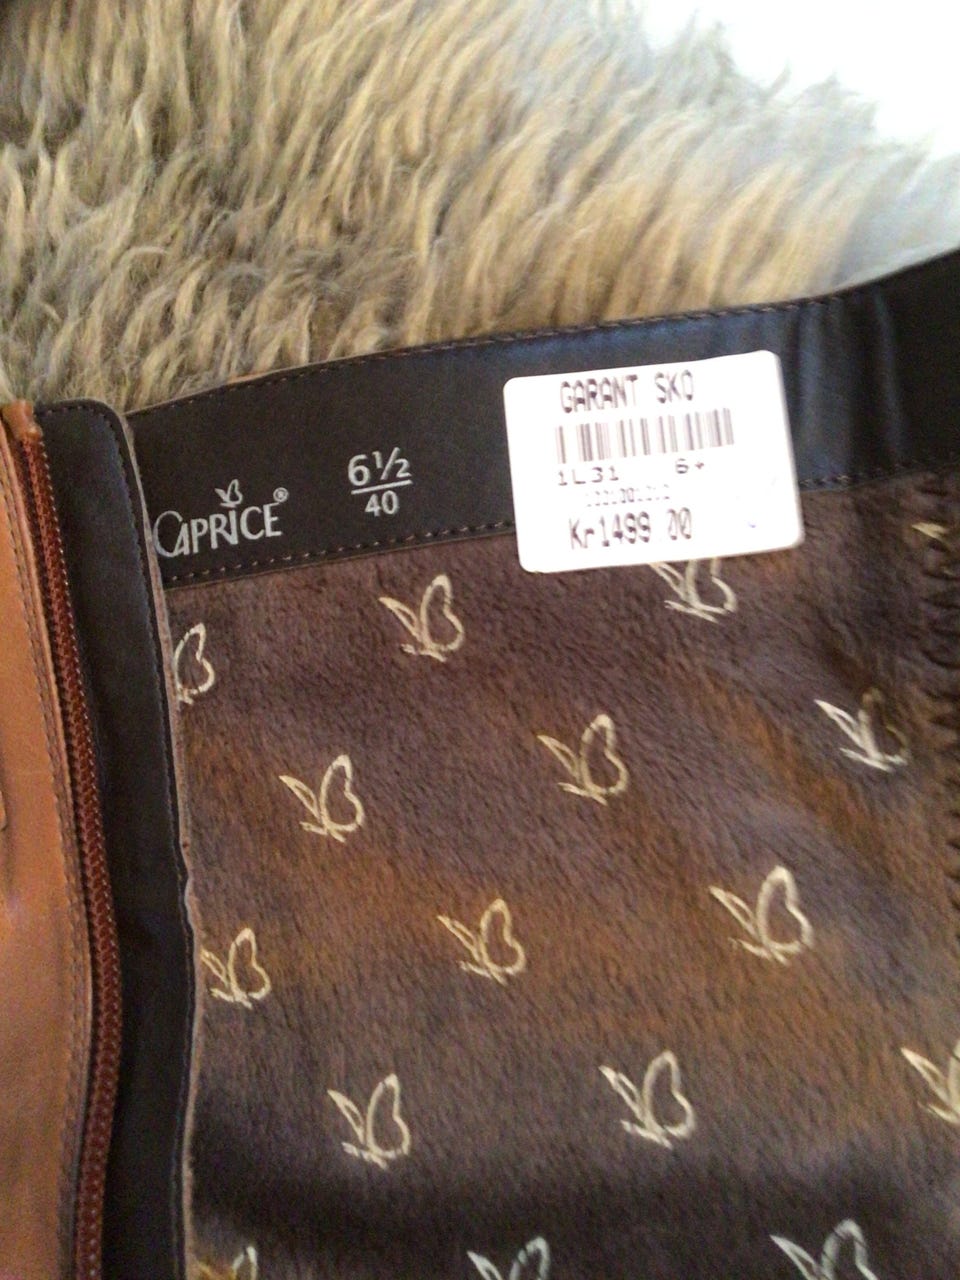 CAPRICE®
6½
40
GARANT SKO
1L31 6+
Kr1499.00